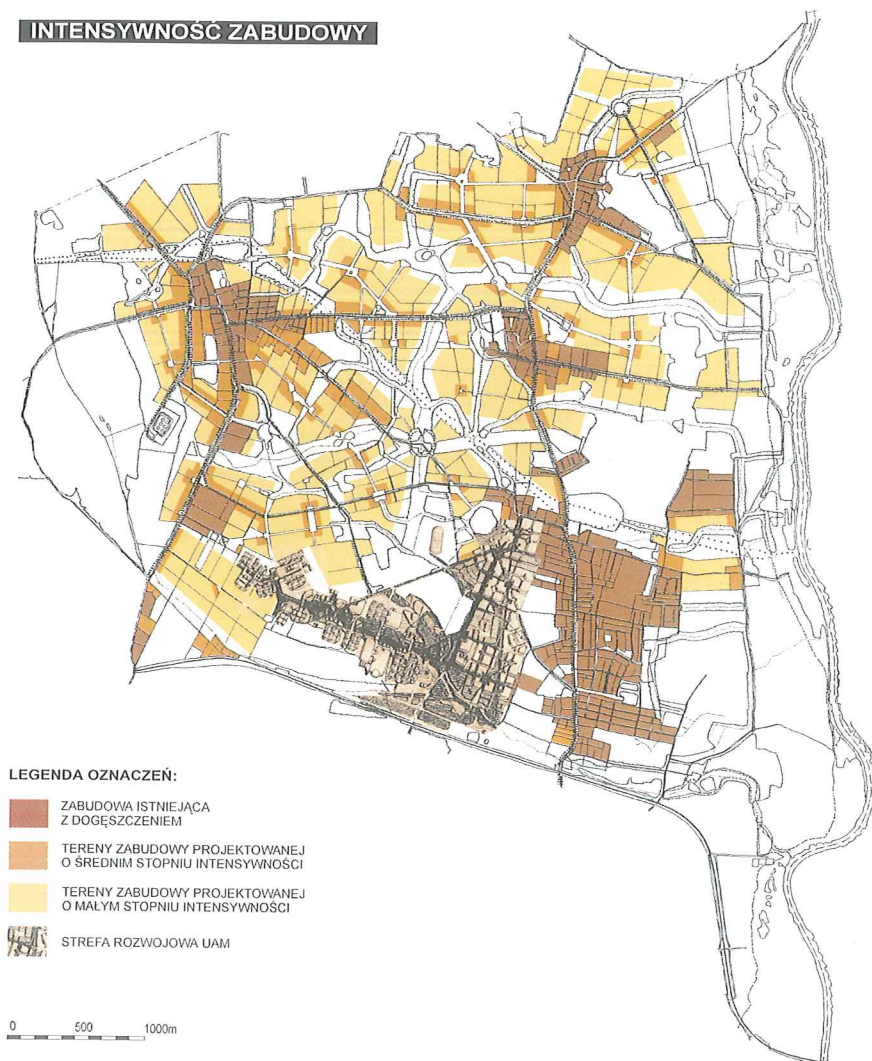 INTENSYWNOŚĆ ZABUDOWY
LEGENDA OZNACZEŃ:
ZABUDOWA ISTNIEJĄCA
Z DOGĘSZCZENIEM
TERENY ZABUDOWY PROJEKTOWANEJ
O ŚREDNIM STOPNIU INTENSYWNOŚCI
TERENY ZABUDOWY PROJEKTOWANEJ
O MAŁYM STOPNIU INTENSYWNOŚCI
STREFA ROZWOJOWA UAM
0 500 1000m